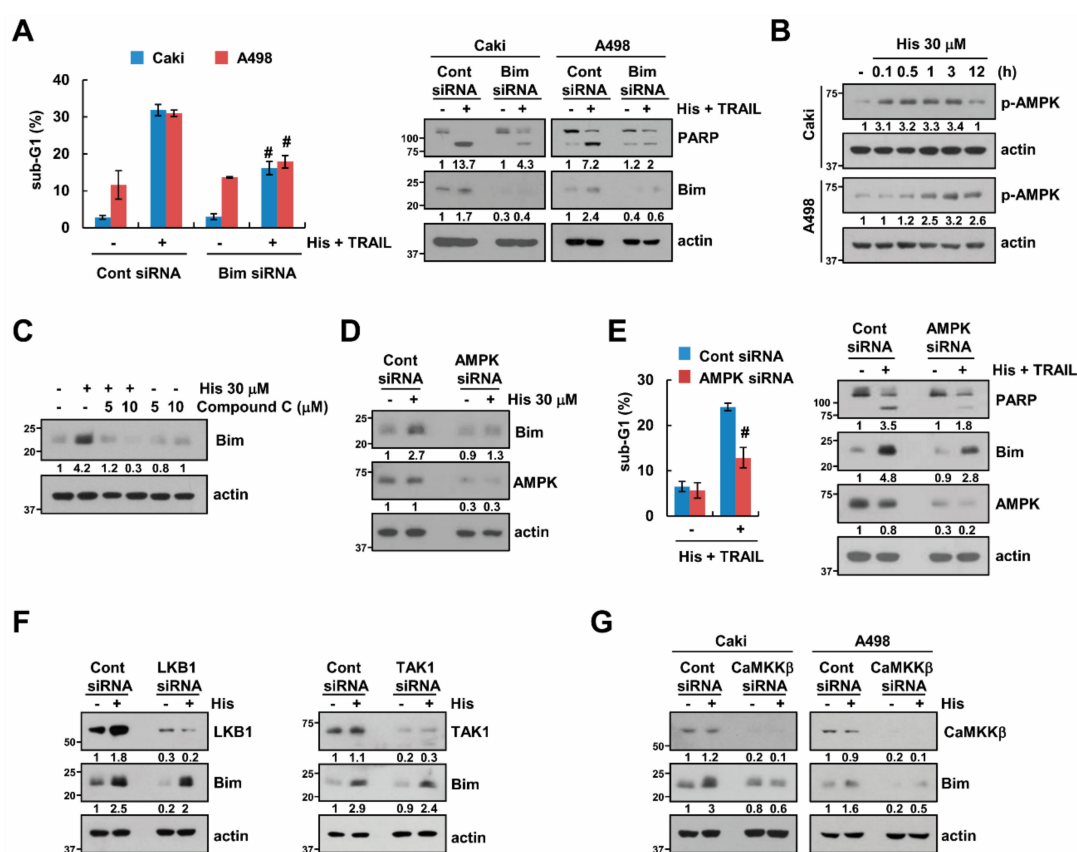 A
Caki A498
sub-G1 (%)
40
30
20
10
0
# #
- + - + His + TRAIL
Cont siRNA Bim siRNA
Caki A498
Cont siRNA Bim siRNA Cont siRNA Bim siRNA
- + - + - + - + His + TRAIL
100
75
PARP
1 13.7 1 4.3 1 7.2 1.2 2
25
20
Bim
1 1.7 0.3 0.4 1 2.4 0.4 0.6
37
actin
B
His 30 μM
- 0.1 0.5 1 3 12 (h)
Caki
75
p-AMPK
1 3.1 3.2 3.3 3.4 1
actin
A498
75
p-AMPK
1 1 1.2 2.5 3.2 2.6
37
actin
C
- + + + - - His 30 μM
- - 5 10 5 10 Compound C (μM)
25
20
Bim
1 4.2 1.2 0.3 0.8 1
37
actin
D
Cont siRNA AMPK siRNA
- + - + His 30 μM
25
20
Bim
1 2.7 0.9 1.3
75
AMPK
1 1 0.3 0.3
37
actin
E
Cont siRNA
AMPK siRNA
sub-G1 (%)
30
20
10
0
#
- +
His + TRAIL
Cont siRNA AMPK siRNA
- + - + His + TRAIL
100
75
PARP
1 3.5 1 1.8
25
20
Bim
1 4.8 0.9 2.8
75
AMPK
1 0.8 0.3 0.2
37
actin
F
Cont siRNA LKB1 siRNA
- + - + His
50
LKB1
1 1.8 0.3 0.2
25
20
Bim
1 2.5 0.2 2
37
actin
Cont siRNA TAK1 siRNA
- + - + His
75
TAK1
1 1.1 0.2 0.3
25
20
Bim
1 2.9 0.9 2.4
37
actin
G
Caki A498
Cont siRNA CaMKKβ siRNA Cont siRNA CaMKKβ siRNA
- + - + - + - + His
50
CaMKKβ
1 1.2 0.2 0.1 1 0.9 0.2 0.1
25
20
Bim
1 3 0.8 0.6 1 1.6 0.2 0.5
37
actin